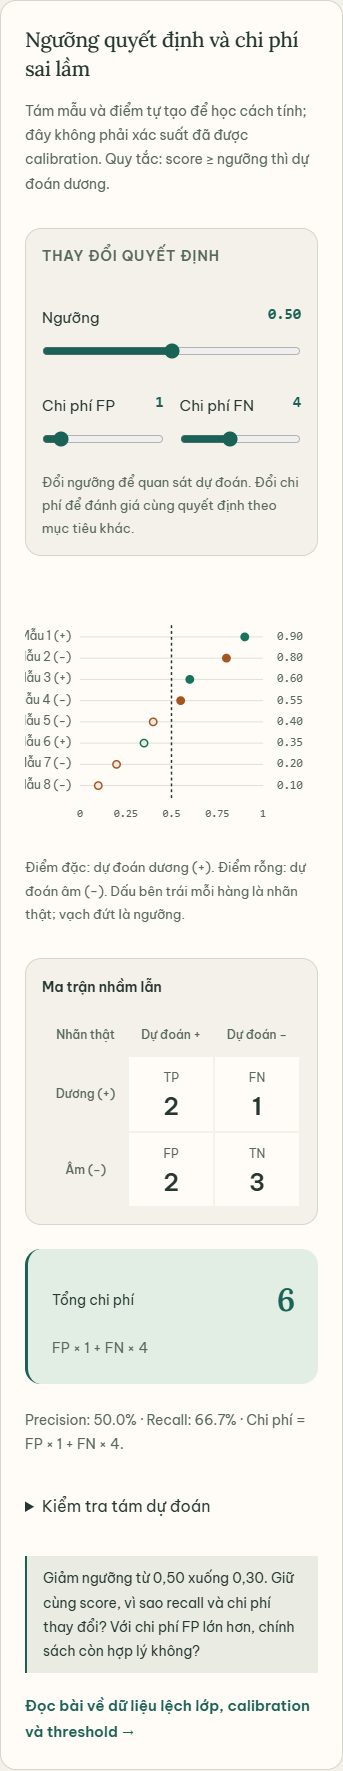 Ngưỡng quyết định và chi phí
sai lầm
Tám mẫu và điểm tự tạo để học cách tính;
đây không phải xác suất đã được
calibration. Quy tắc: score ≥ ngưỡng thì dự
đoán dương.
THAY ĐỔI QUYẾT ĐỊNH
Ngưỡng 0.50
Chi phí FP 1 Chi phí FN 4
Đổi ngưỡng để quan sát dự đoán. Đổi chi
phí để đánh giá cùng quyết định theo
mục tiêu khác.
Mẫu 1 (+) 0.90
ẫu 2 (−) 0.80
ẫu 3 (+) 0.60
ẫu 4 (−) 0.55
ẫu 5 (−) 0.40
ẫu 6 (+) 0.35
ẫu 7 (−) 0.20
ẫu 8 (−) 0.10
0 0.25 0.5 0.75 1
Điểm đặc: dự đoán dương (+). Điểm rỗng: dự
đoán âm (−). Dấu bên trái mỗi hàng là nhãn
thật; vạch đứt là ngưỡng.
Ma trận nhầm lẫn
Nhãn thật Dự đoán + Dự đoán −
TP FN
Dương (+) 2 1
FP TN
Âm (−) 2 3
Tổng chi phí 6
FP × 1 + FN × 4
Precision: 50.0% · Recall: 66.7% · Chi phí =
FP × 1 + FN × 4.
▶ Kiểm tra tám dự đoán
Giảm ngưỡng từ 0,50 xuống 0,30. Giữ
cùng score, vì sao recall và chi phí
thay đổi? Với chi phí FP lớn hơn, chính
sách còn hợp lý không?
Đọc bài về dữ liệu lệch lớp, calibration
và threshold →